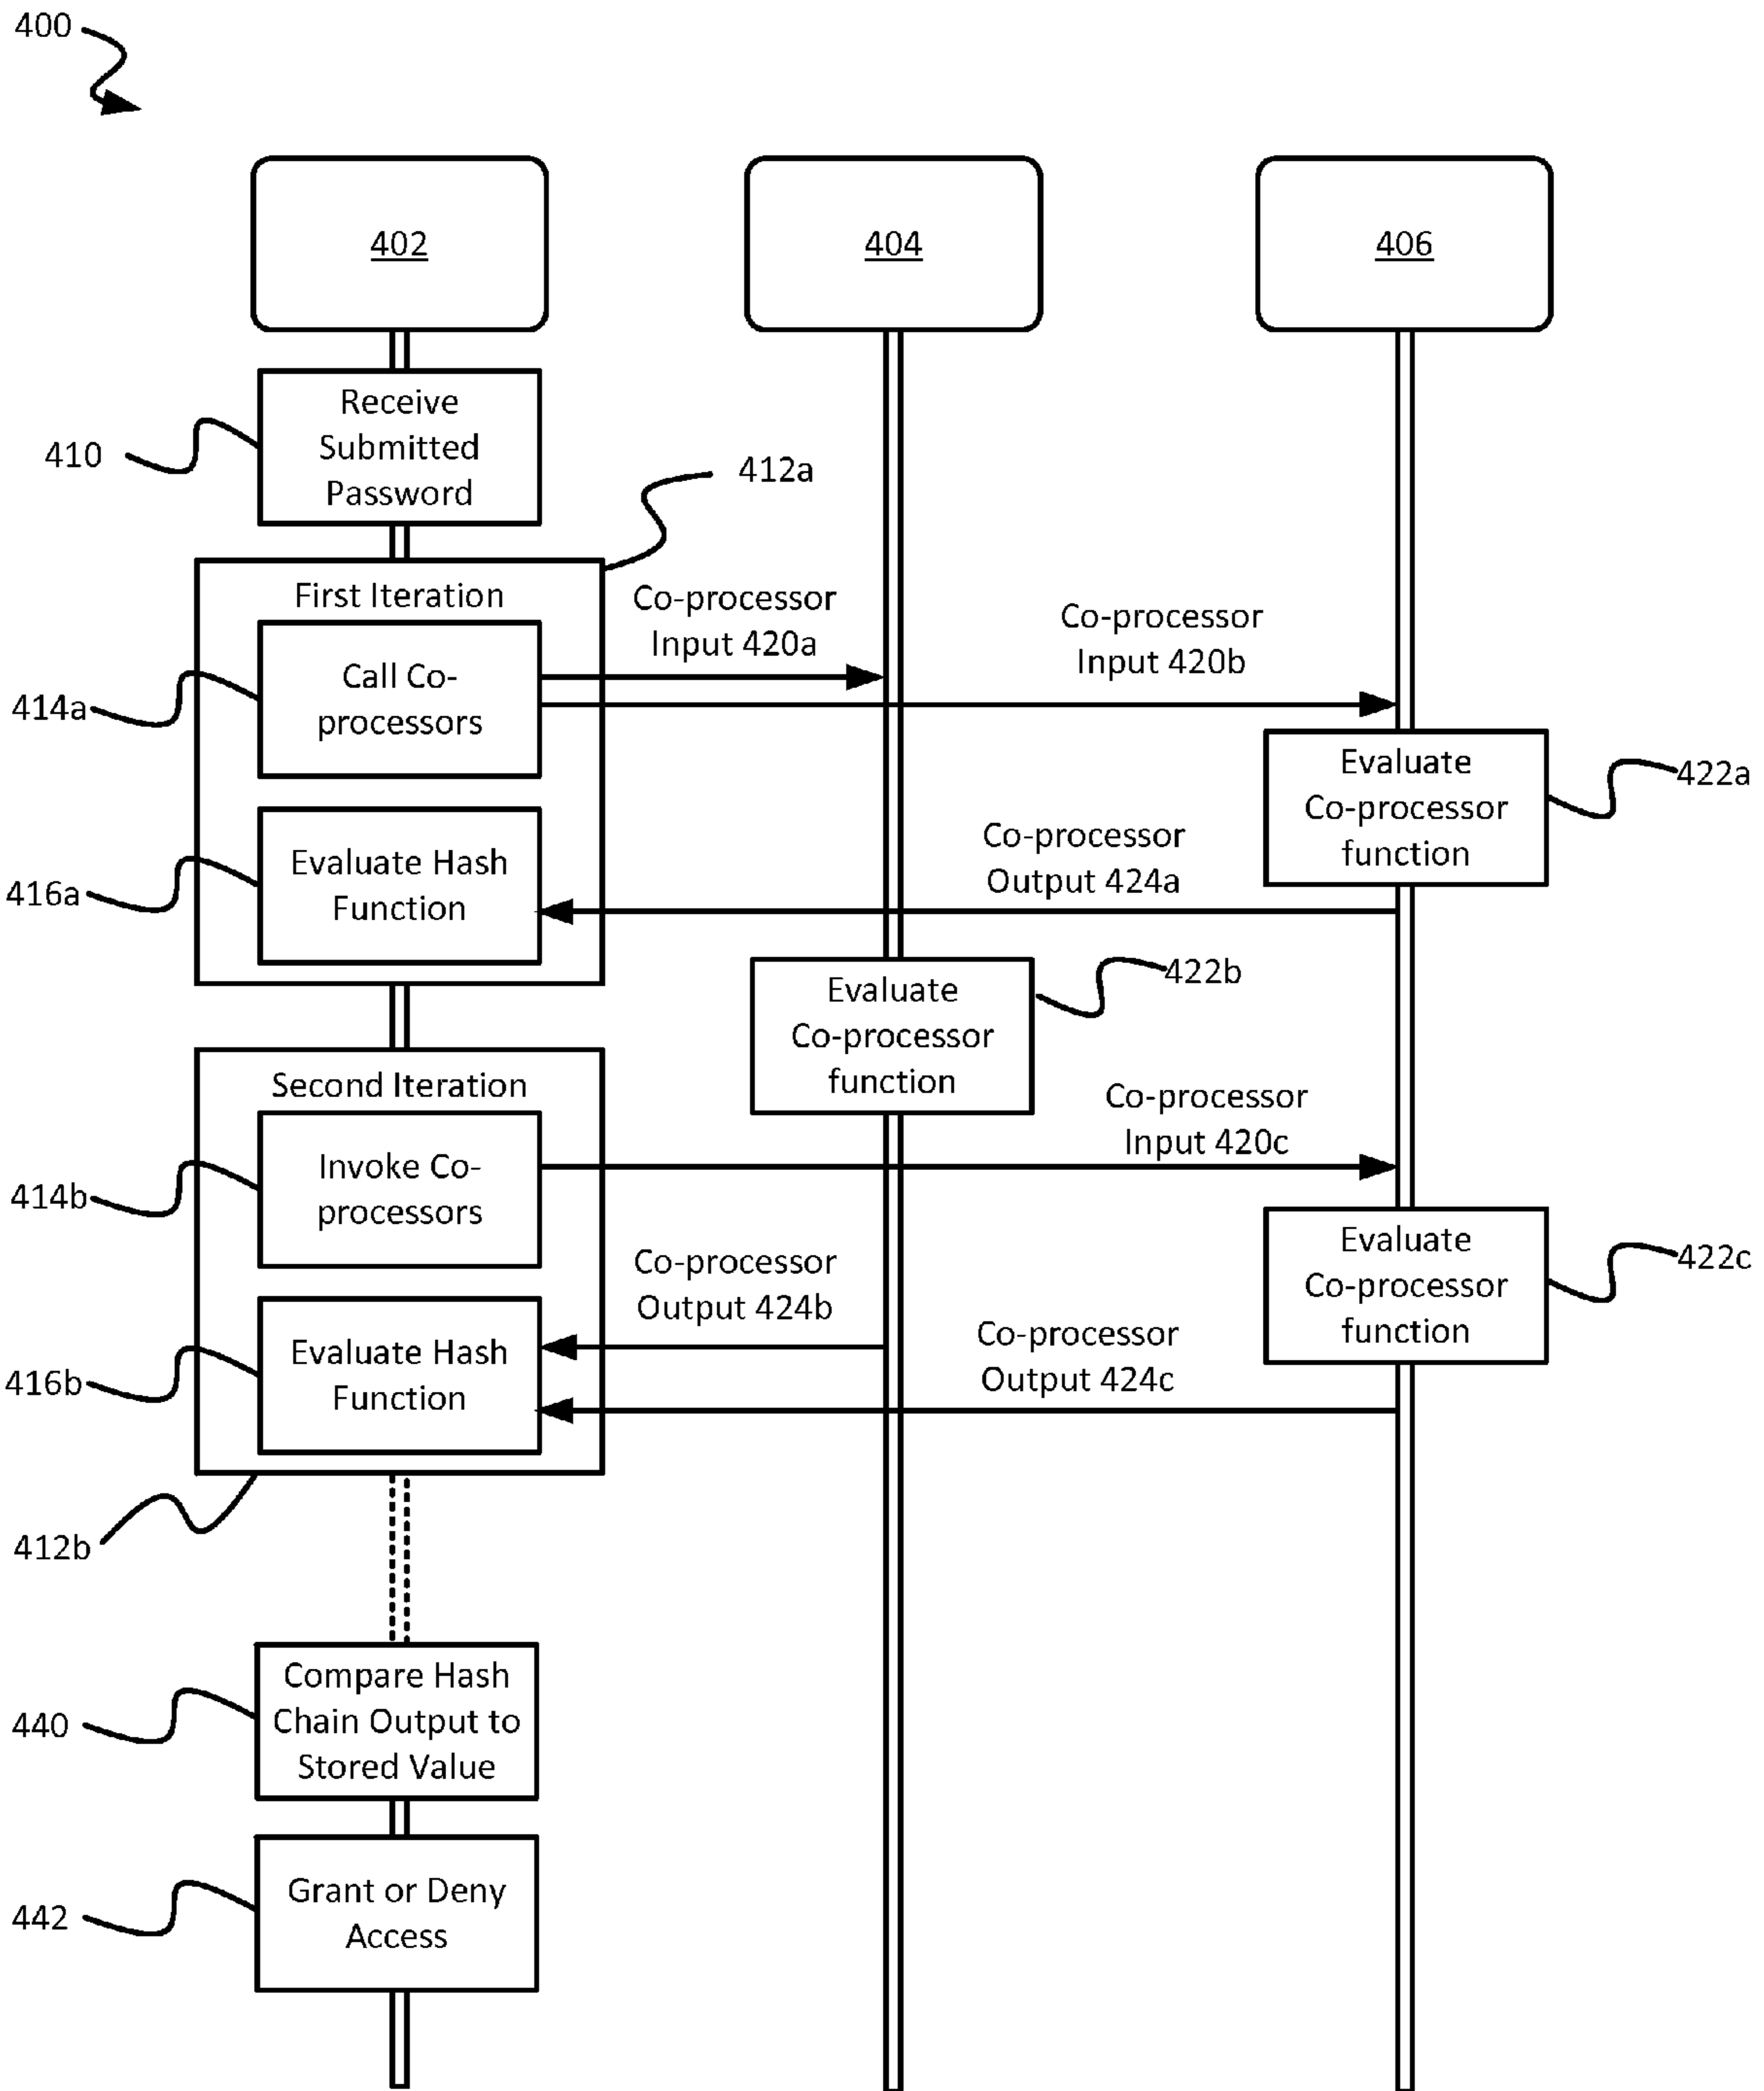 400
402
404
406
Receive
Submitted
Password
410
412a
First Iteration
Co-processor
Input 420a
Co-processor
Input 420b
Call Co-
processors
414a
Evaluate
Co-processor
function
422a
Evaluate Hash
Function
416a
Co-processor
Output 424a
Evaluate
Co-processor
function
422b
Second Iteration
Invoke Co-
processors
414b
Co-processor
Input 420c
Evaluate
Co-processor
function
422c
Co-processor
Output 424b
Evaluate Hash
Function
416b
Co-processor
Output 424c
412b
Compare Hash
Chain Output to
Stored Value
440
Grant or Deny
Access
442